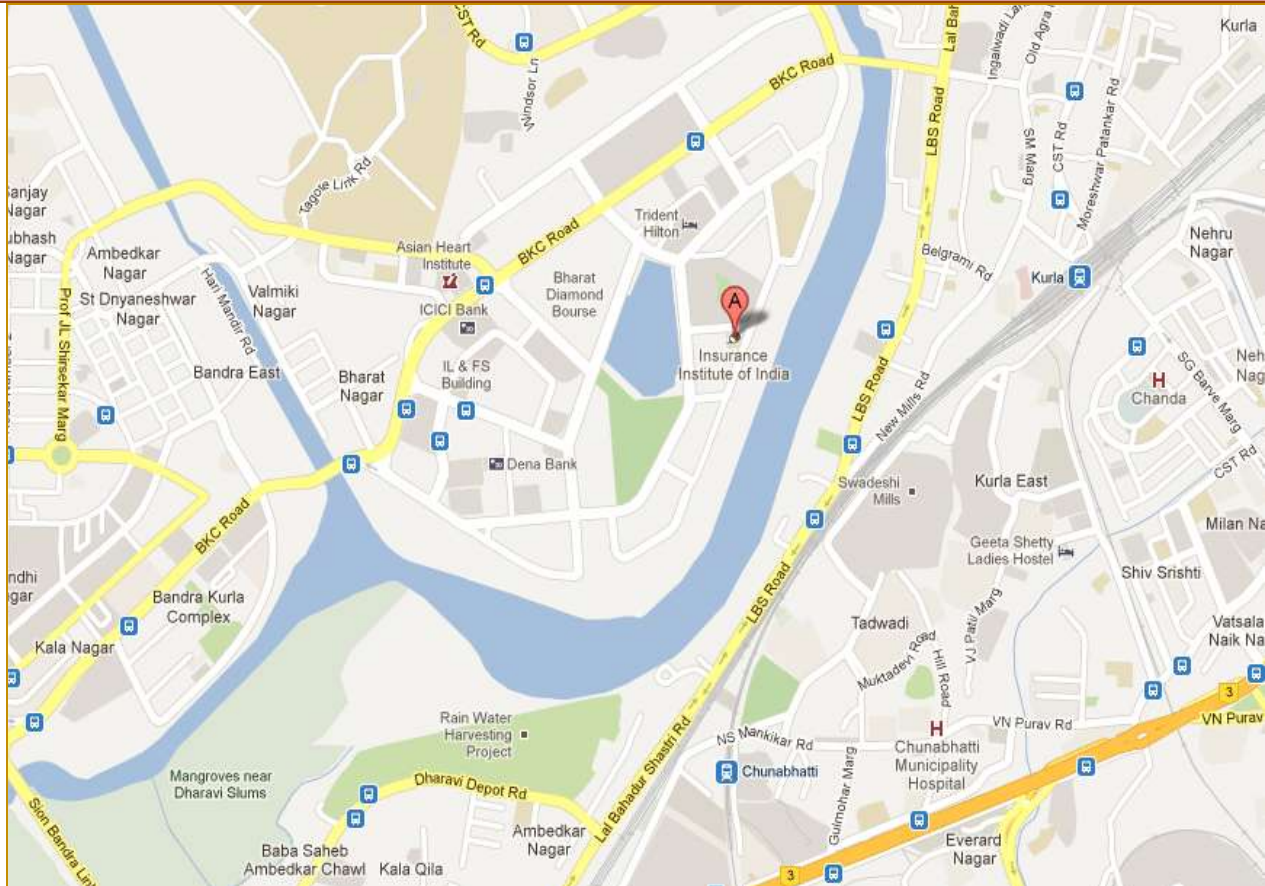 CST Rd
Windsor Ln
Lal Bah
Ingalwadi
Old Agra
Kurla
BKC Road
LBS Road
SM Marg
CST Rd
Moreshwar Patankar Rd
Tagote Link Rd
Sanjay
Nagar
ubhash
Nagar
Ambedkar
Nagar
St Dnyaneshwar
Nagar
Hari Mandir Rd
Valmiki
Nagar
Asian Heart
Institute
BKC Road
ICICI Bank
Bharat
Diamond
Bourse
Trident
Hilton
A
Insurance
Institute of India
Belgrami Rd
Kurla
Nehru
Nagar
Prof JL Shirsekar Marg
Bandra East
Bharat
Nagar
IL & FS
Building
LBS Road
New Mills Rd
H
Chanda
SG Barve Marg
Neh
Nag
CST Rd
Dena Bank
Swadeshi
Mills
Kurla East
BKC Road
Geeta Shetty
Ladies Hostel
Milan Na
Shiv Srishti
ndhi
gar
Bandra Kurla
Complex
Kala Nagar
LBS Road
Tadwadi
Muktadevi Road
Hill Road
VJ Patil Marg
Vatsala
Naik Na
3
VN Purav
Rain Water
Harvesting
Project
NS Mankikar Rd
H
VN Purav Rd
Chunabhatti
Municipality
Hospital
Chunabhatti
Gulmohar Marg
Mangroves near
Dharavi Slums
Dharavi Depot Rd
Lal Bahadur Shastri Rd
Sion Bandra Link
Baba Saheb
Ambedkar Chawl
Kala Qila
Ambedkar
Nagar
Everard
Nagar
3